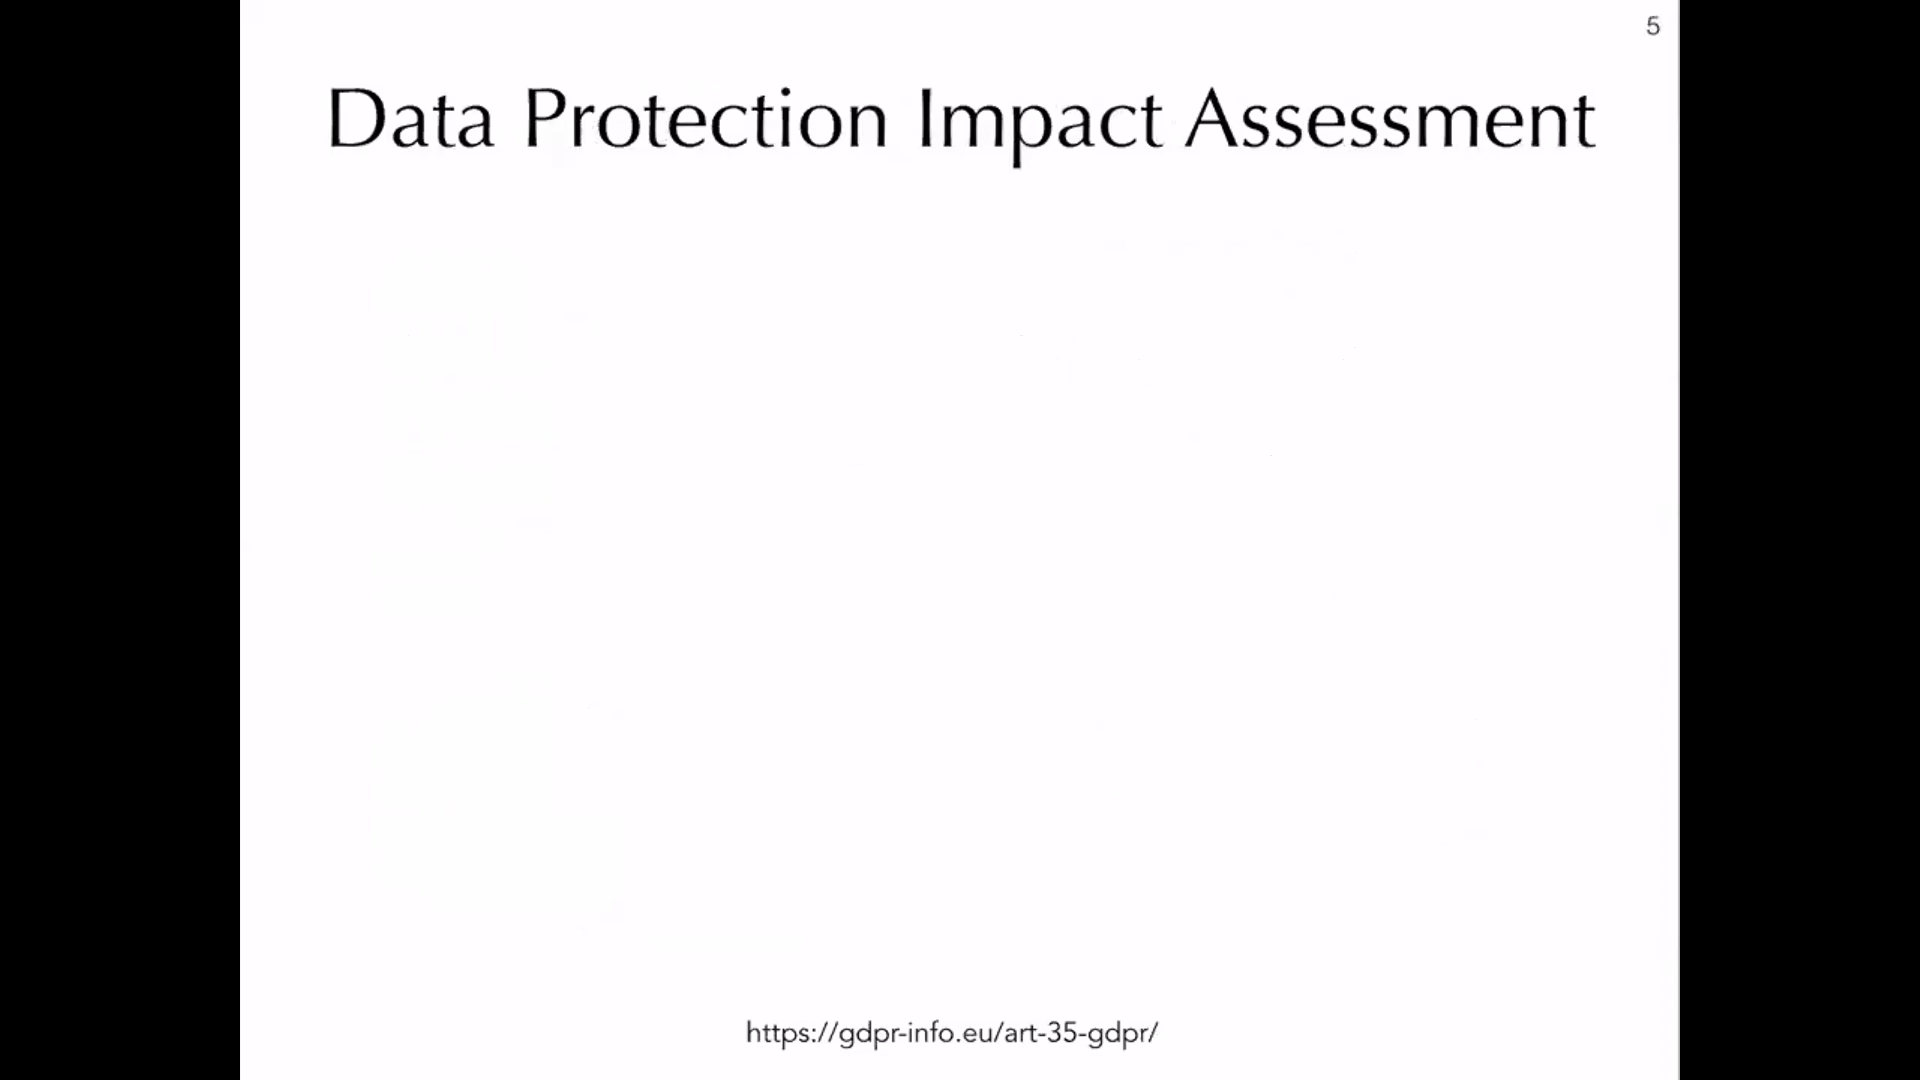 5
Data Protection Impact Assessment
https://gdpr-info.eu/art-35-gdpr/